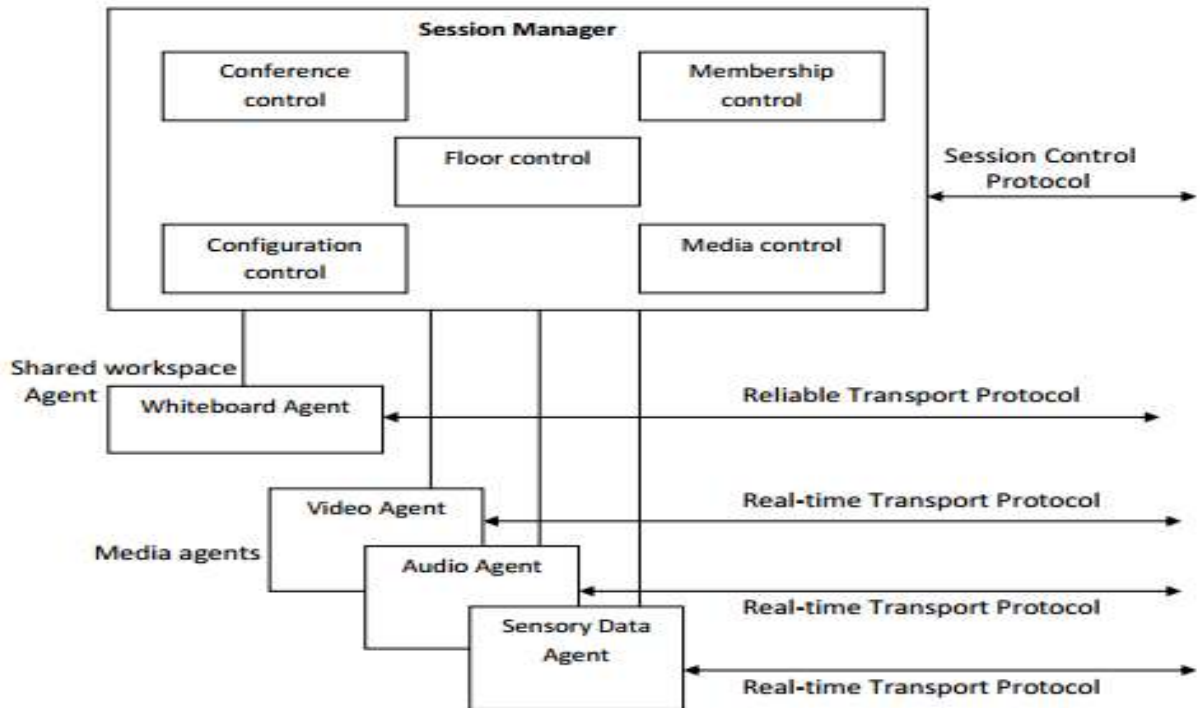 Session Manager
Conference
control
Membership
control
Floor control
Session Control
Protocol
Configuration
control
Media control
Shared workspace
Agent
Whiteboard Agent
Reliable Transport Protocol
Video Agent
Real-time Transport Protocol
Media agents
Audio Agent
Real-time Transport Protocol
Sensory Data
Agent
Real-time Transport Protocol